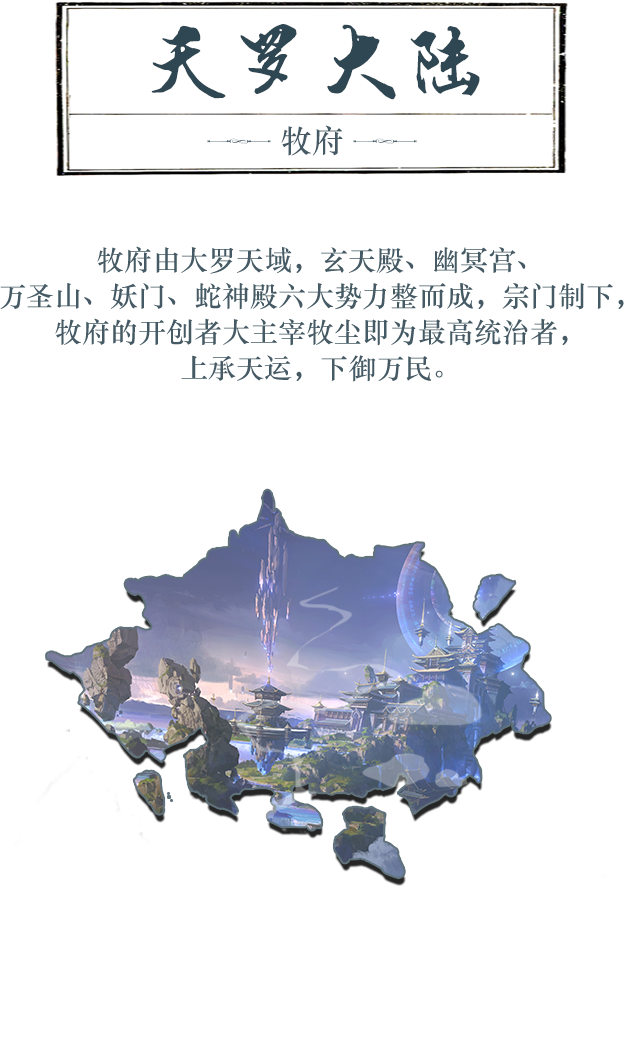 天罗大陆
牧府
牧府由大罗天域，玄天殿、幽冥宫、
万圣山、妖门、蛇神殿六大势力整而成，宗门制下，
牧府的开创者大主宰牧尘即为最高统治者，
上承天运，下御万民。